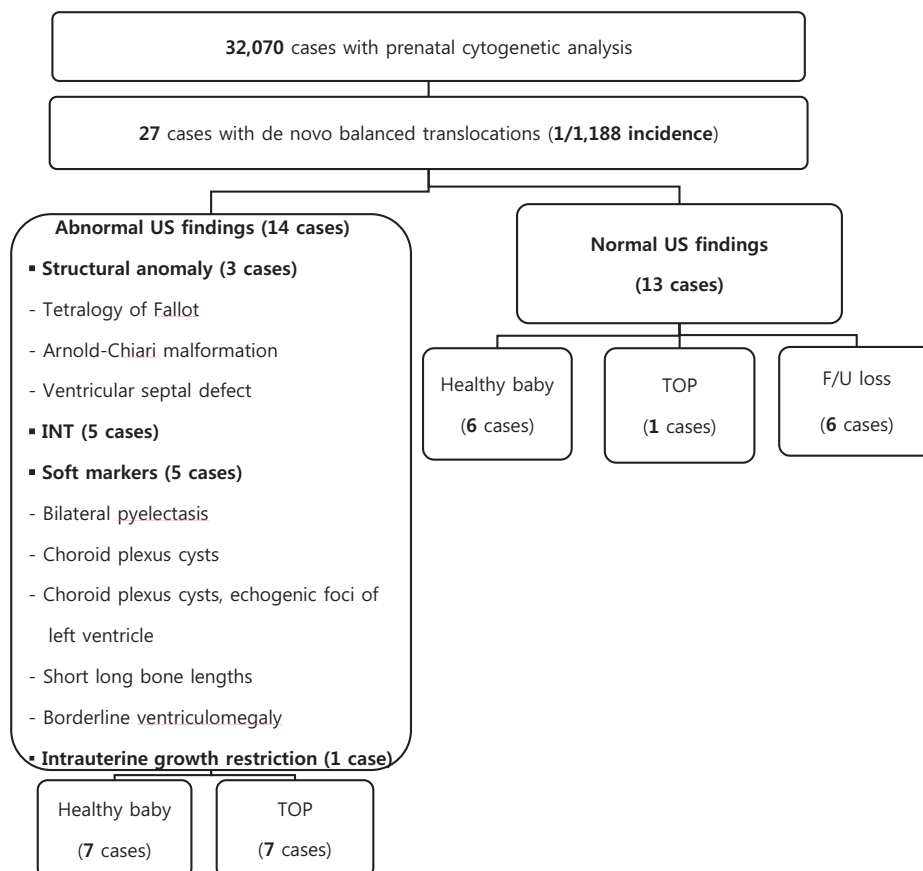 32,070 cases with prenatal cytogenetic analysis
27 cases with de novo balanced translocations (1/1,188 incidence)
Abnormal US findings (14 cases)
▪ Structural anomaly (3 cases)
- Tetralogy of Fallot
- Arnold-Chiari malformation
- Ventricular septal defect
▪ INT (5 cases)
▪ Soft markers (5 cases)
- Bilateral pyelectasis
- Choroid plexus cysts
- Choroid plexus cysts, echogenic foci of
left ventricle
- Short long bone lengths
- Borderline ventriculomegaly
▪ Intrauterine growth restriction (1 case)
Healthy baby
(7 cases)
TOP
(7 cases)
Normal US findings
(13 cases)
Healthy baby
(6 cases)
TOP
(1 cases)
F/U loss
(6 cases)